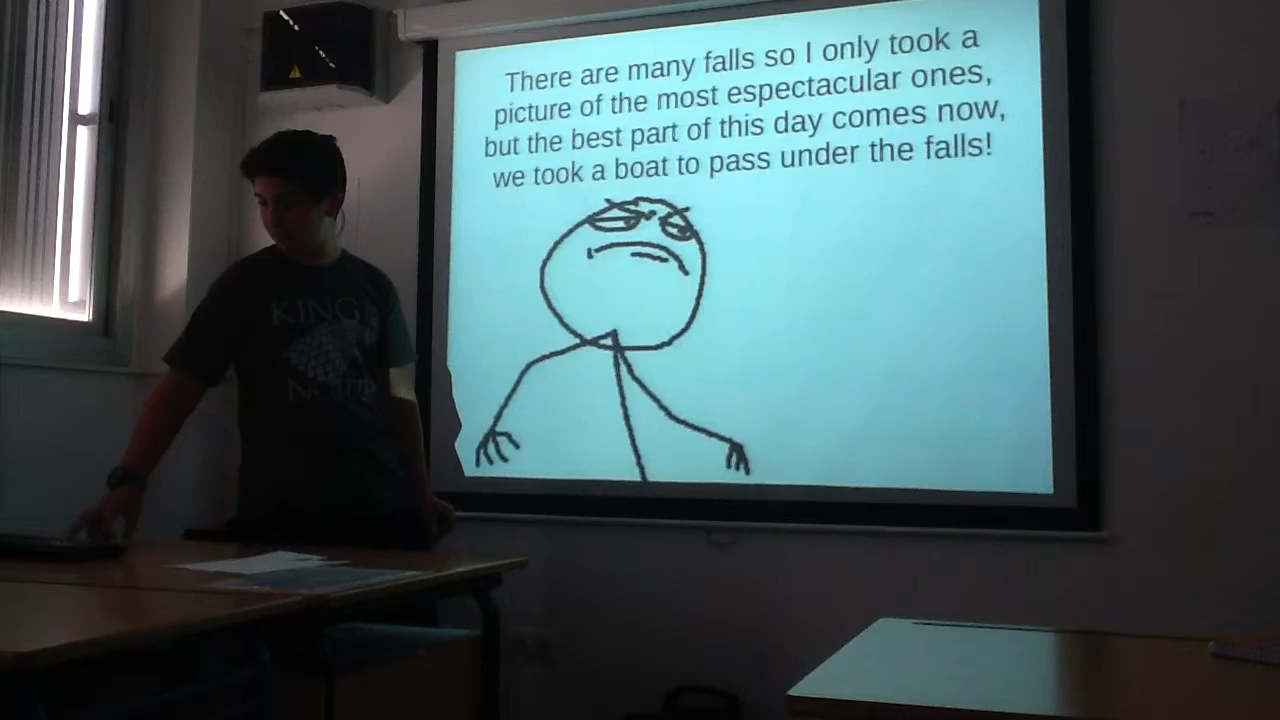 There are many falls so I only took a
picture of the most espectacular ones,
but the best part of this day comes now,
we took a boat to pass under the falls!
KING
NORTH